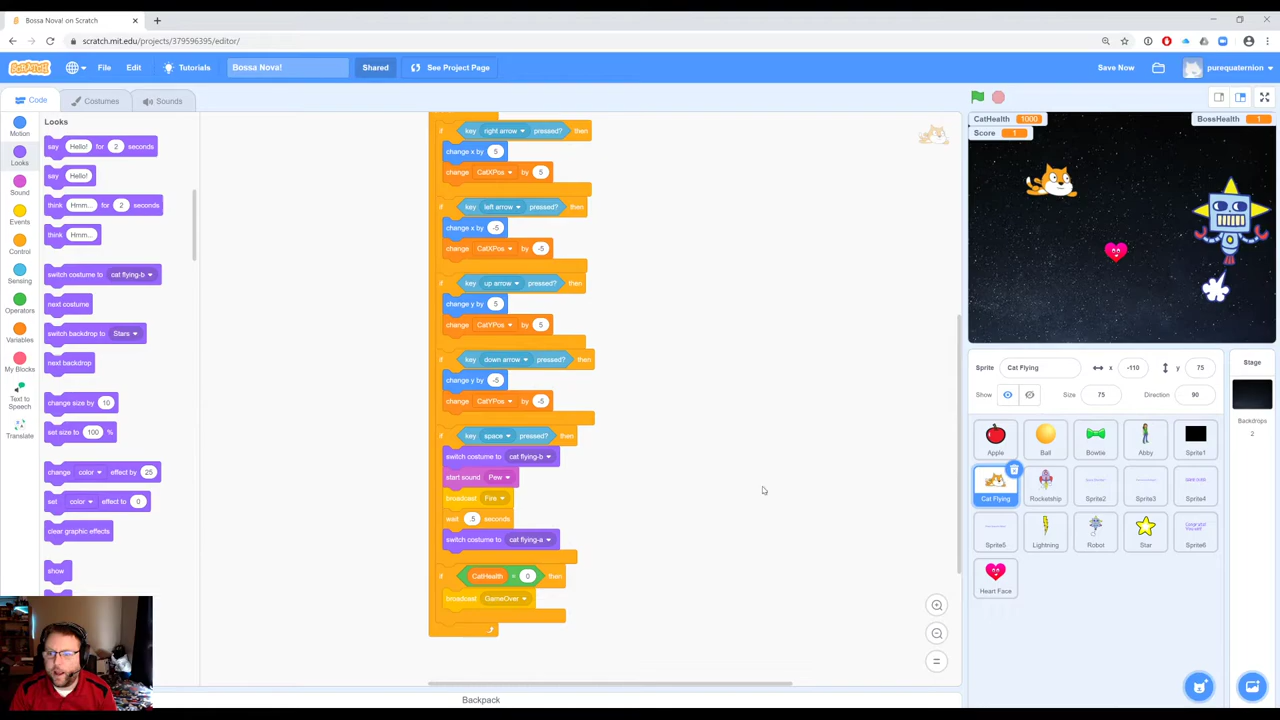 Bossa Nova! on Scratch
scratch.mit.edu/projects/379596395/editor/
SCRATCH
File
Edit
Tutorials
Bossa Nova!
Shared
See Project Page
Save Now
purequaternion
Code
Costumes
Sounds
Motion
Looks
Sound
Events
Control
Sensing
Operators
Variables
My Blocks
Text to Speech
Translate
Looks
say Hello! for 2 seconds
say Hello!
think Hmm... for 2 seconds
think Hmm...
switch costume to cat flying-b
next costume
switch backdrop to Stars
next backdrop
change size by 10
set size to 100 %
change color effect by 25
set color effect to 0
clear graphic effects
show
if key right arrow pressed? then
change x by 5
change CatXPos by 5
if key left arrow pressed? then
change x by -5
change CatXPos by -5
if key up arrow pressed? then
change y by 5
change CatYPos by 5
if key down arrow pressed? then
change y by -5
change CatYPos by -5
if key space pressed? then
switch costume to cat flying-b
start sound Pew
broadcast Fire
wait .5 seconds
switch costume to cat flying-a
if CatHealth = 0 then
broadcast GameOver
Backpack
CatHealth 1000
Score 1
BossHealth 1
Sprite Cat Flying x -110 y 75
Show Size 75 Direction 90
Apple
Ball
Bowtie
Abby
Sprite1
Cat Flying
Rocketship
Sprite2
Sprite3
Sprite4
Sprite5
Lightning
Robot
Star
Sprite6
Heart Face
Stage
Backdrops
2